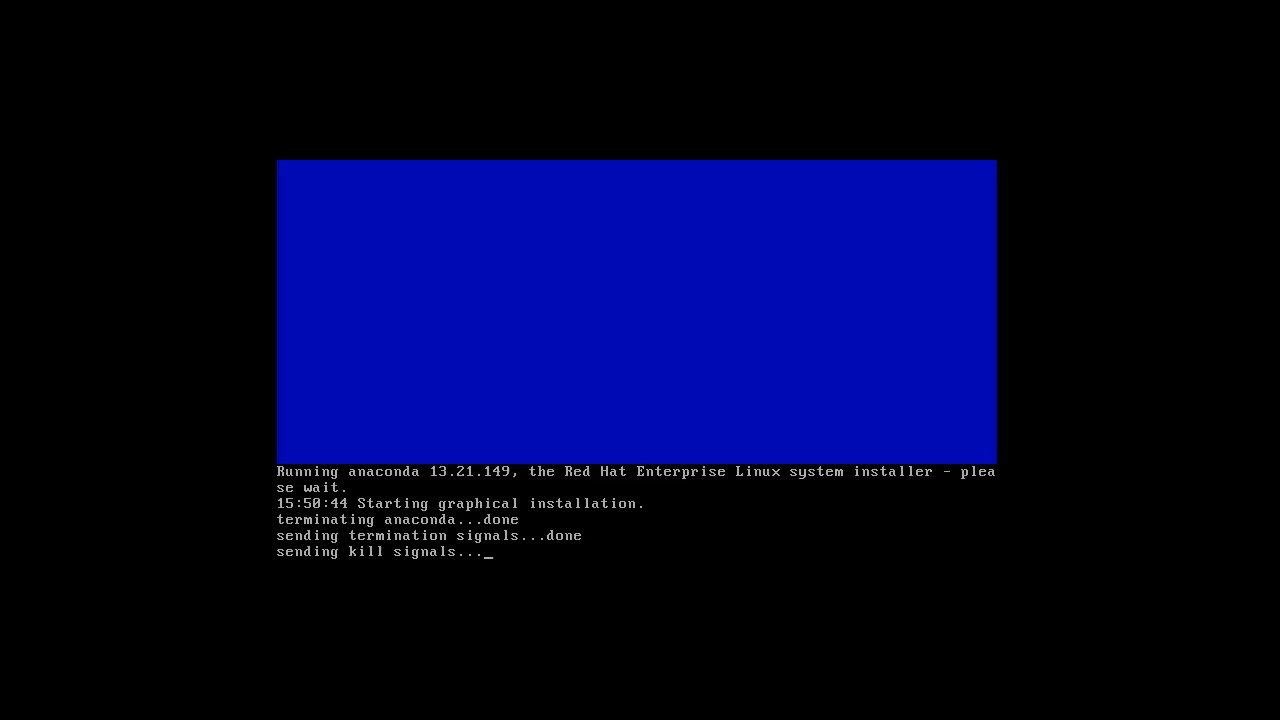 Running anaconda 13.21.149, the Red Hat Enterprise Linux system installer - plea
se wait.
15:50:44 Starting graphical installation.
terminating anaconda...done
sending termination signals...done
sending kill signals..._